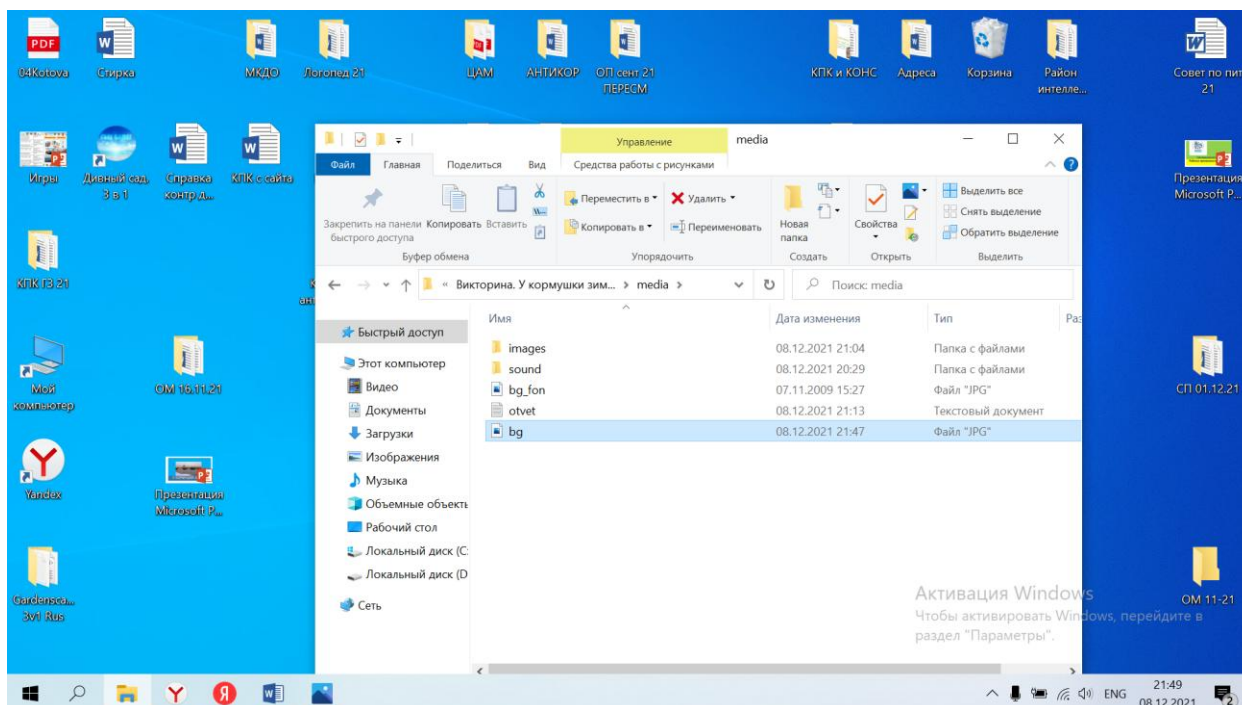 04Kotova
Стирка
МКДО
Логопед 21
ЦАМ
АНТИКОР
ОП сент 21
ПЕРЕСМ
КПК и КОНС
Адреса
Корзина
Район
интелле...
Совет по пит
21
Игры
Дивный сад.
3 в 1
Справка
контр д...
КПК с сайта
Презентация
Microsoft P...
КПК 13 21
Мой
компьютер
ОМ 16.11.21
СП 01.12.21
Yandex
Презентация
Microsoft P...
Gardensca...
3v1 Rus
ОМ 11-21
Управление
media
Файл
Главная
Поделиться
Вид
Средства работы с рисунками
Закрепить на панели
быстрого доступа
Копировать
Вставить
Переместить в
Копировать в
Удалить
Переименовать
Новая
папка
Свойства
Выделить все
Снять выделение
Обратить выделение
Буфер обмена
Упорядочить
Создать
Открыть
Выделить
« Викторина. У кормушки зим... › media ›
Поиск: media
Быстрый доступ
Этот компьютер
Видео
Документы
Загрузки
Изображения
Музыка
Объемные объекть
Рабочий стол
Локальный диск (C:
Локальный диск (D
Сеть
Имя Дата изменения Тип Раз
images 08.12.2021 21:04 Папка с файлами
sound 08.12.2021 20:29 Папка с файлами
bg_fon 07.11.2009 15:27 Файл "JPG"
otvet 08.12.2021 21:13 Текстовый документ
bg 08.12.2021 21:47 Файл "JPG"
Активация Windows
Чтобы активировать Windows, перейдите в
раздел "Параметры".
ENG
21:49
08.12.2021
2